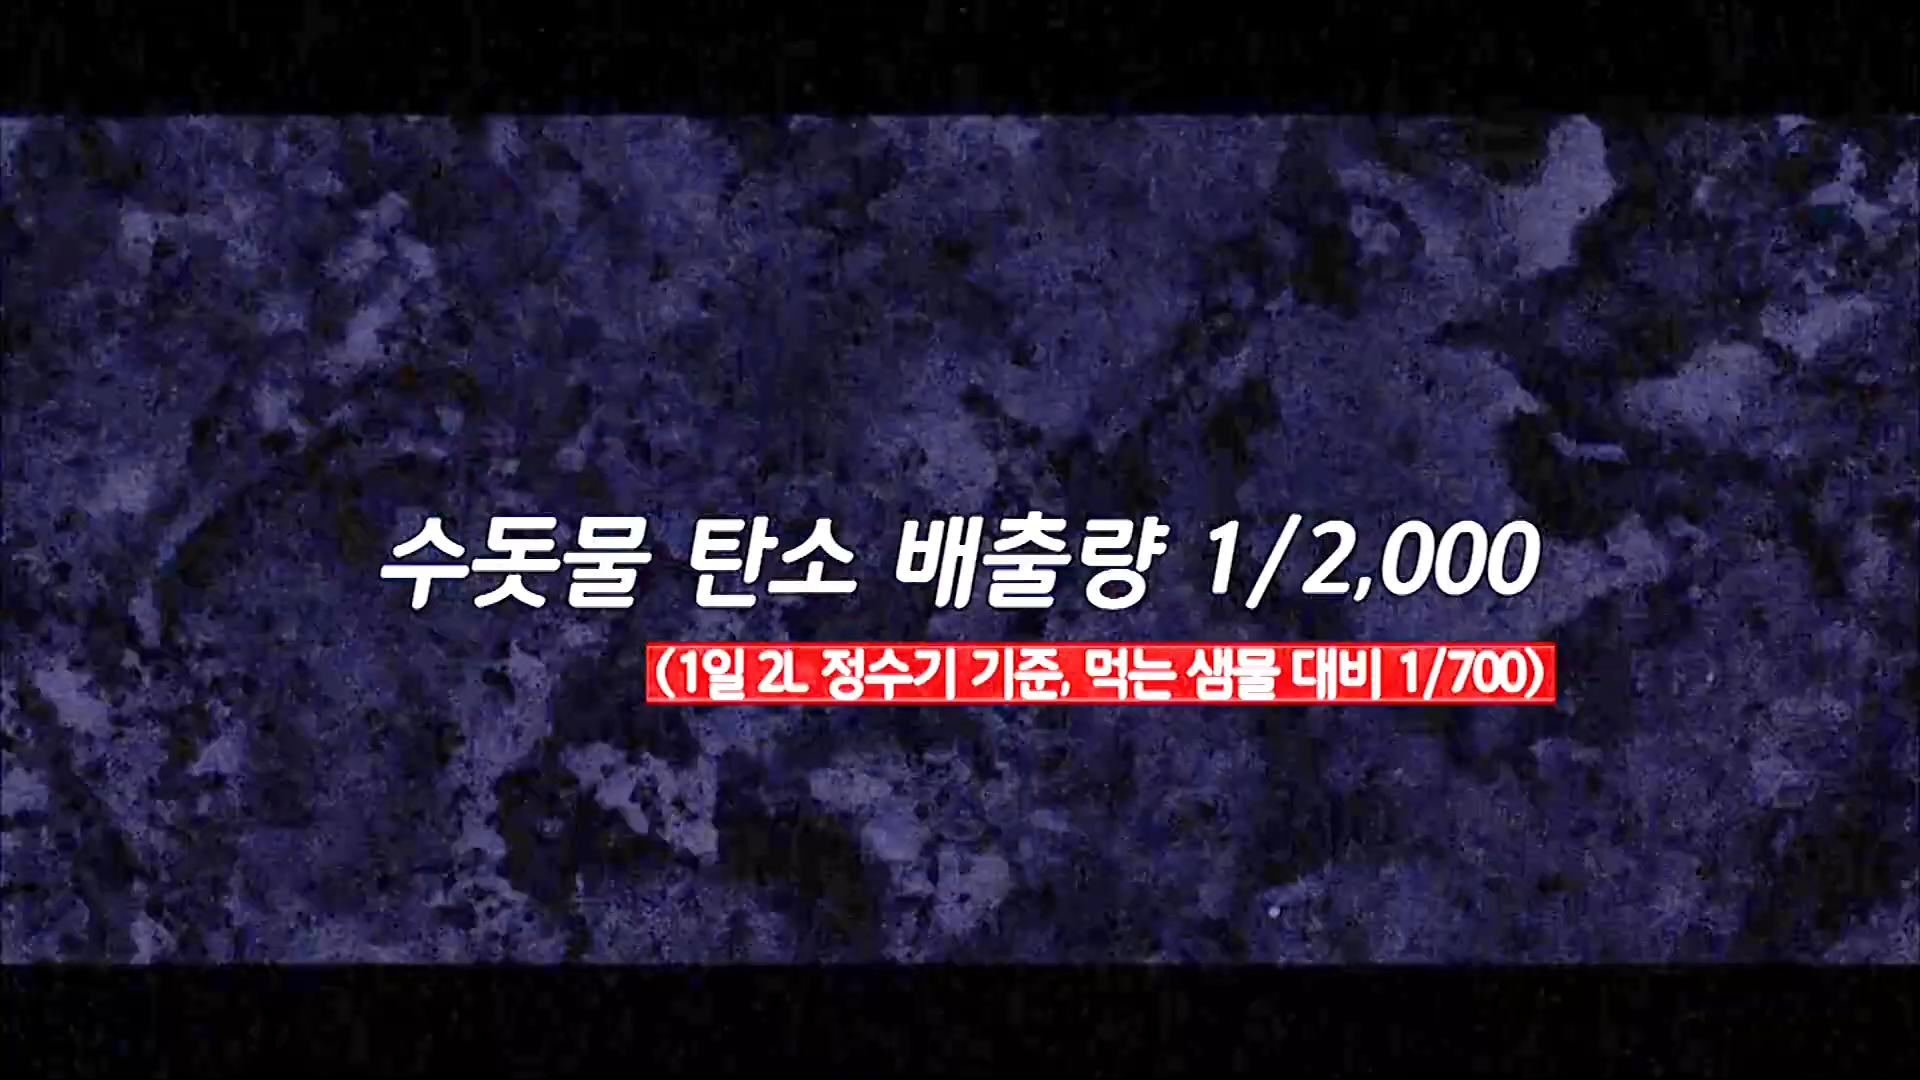 수돗물 탄소 배출량 1/2,000
(1일 2L 정수기 기준, 먹는 샘물 대비 1/700)